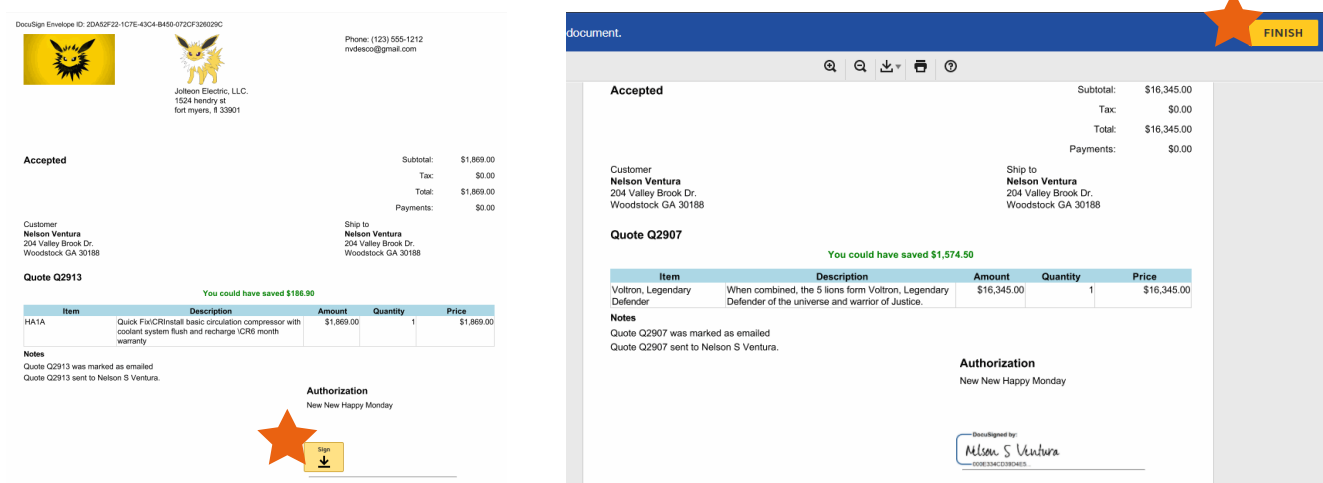 DocuSign Envelope ID: 2DA52F22-1C7E-43C4-B450-072CF326029C
Phone: (123) 555-1212
nvdesco@gmail.com
Jolteon Electric, LLC.
1524 hendry st
fort myers, fl 33901
Accepted
Subtotal: $1,869.00
Tax: $0.00
Total: $1,869.00
Payments: $0.00
Customer
Nelson Ventura
204 Valley Brook Dr.
Woodstock GA 30188
Ship to
Nelson Ventura
204 Valley Brook Dr.
Woodstock GA 30188
Quote Q2913
You could have saved $186.90
Item Description Amount Quantity Price
HA1A Quick Fix\CRInstall basic circulation compressor with $1,869.00 1 $1,869.00
coolant system flush and recharge \CR6 month
warranty
Notes
Quote Q2913 was marked as emailed
Quote Q2913 sent to Nelson S Ventura.
Authorization
New New Happy Monday
Sign
document.
FINISH
Accepted
Subtotal: $16,345.00
Tax: $0.00
Total: $16,345.00
Payments: $0.00
Customer
Nelson Ventura
204 Valley Brook Dr.
Woodstock GA 30188
Ship to
Nelson Ventura
204 Valley Brook Dr.
Woodstock GA 30188
Quote Q2907
You could have saved $1,574.50
Item Description Amount Quantity Price
Voltron, Legendary When combined, the 5 lions form Voltron, Legendary $16,345.00 1 $16,345.00
Defender Defender of the universe and warrior of Justice.
Notes
Quote Q2907 was marked as emailed
Quote Q2907 sent to Nelson S Ventura.
Authorization
New New Happy Monday
DocuSigned by:
Nelson S Ventura
000E334CD39D4E5...